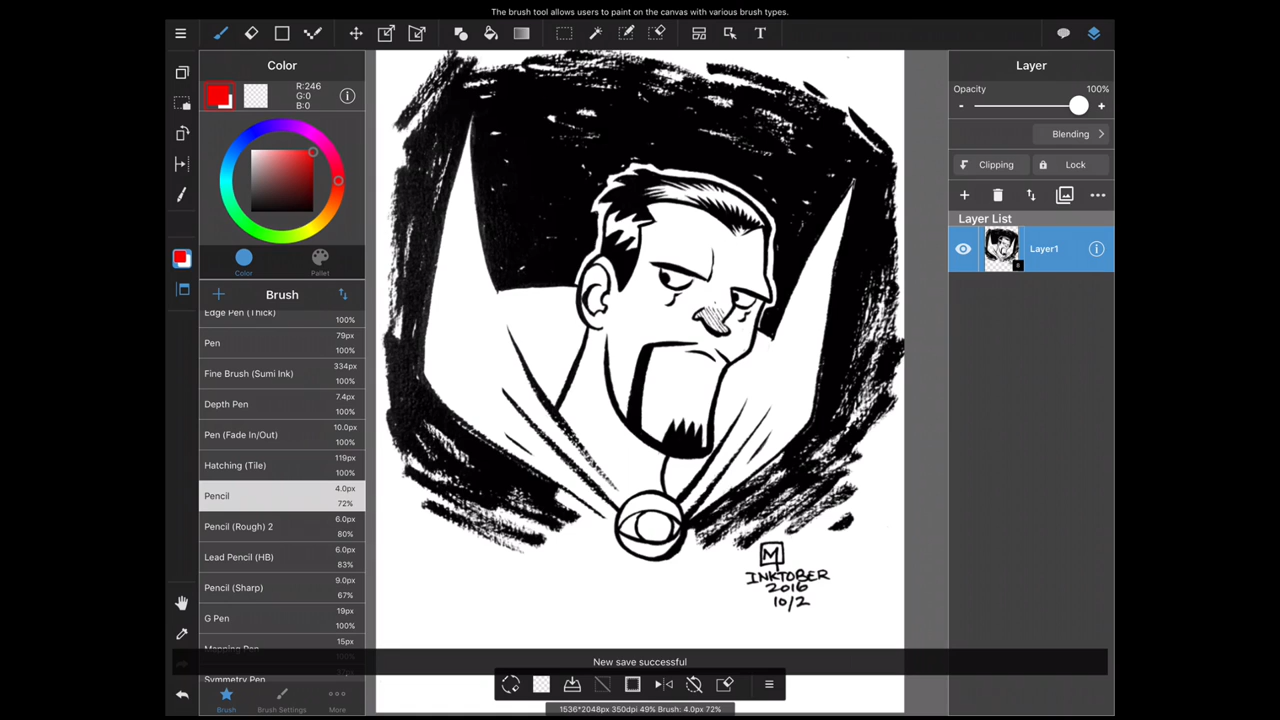 The brush tool allows users to paint on the canvas with various brush types.
T
Color
R:246
G:0
B:0
Color
Pallet
Brush
Edge Pen (Thick)
100%
Pen
79px
100%
Fine Brush (Sumi Ink)
334px
100%
Depth Pen
7.4px
100%
Pen (Fade In/Out)
10.0px
100%
Hatching (Tile)
119px
100%
Pencil
4.0px
72%
Pencil (Rough) 2
6.0px
80%
Lead Pencil (HB)
6.0px
83%
Pencil (Sharp)
9.0px
67%
G Pen
19px
100%
Mapping Pen
15px
Symmetry Pen
Brush
Brush Settings
More
M
INKTOBER
2016
10/2
New save successful
1536*2048px 350dpi 49% Brush: 4.0px 72%
Layer
Opacity
100%
-
+
Blending
Clipping
Lock
Layer List
Layer1